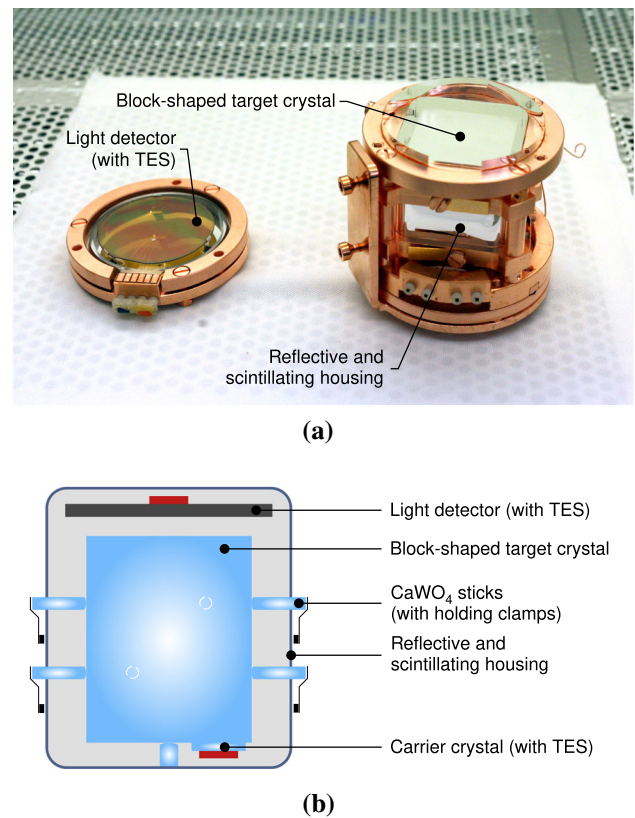 Block-shaped target crystal
Light detector
(with TES)
Reflective and
scintillating housing
(a)
Light detector (with TES)
Block-shaped target crystal
CaWO₄ sticks
(with holding clamps)
Reflective and
scintillating housing
Carrier crystal (with TES)
(b)